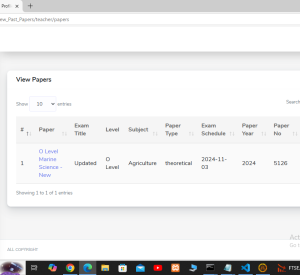 Profil
ew_Past_Papers/teacher/papers
View Papers
Show 10 entries
Search
# Paper Exam Title Level Subject Paper Type Exam Schedule Paper Year Paper No
1 O Level Marine Science - New Updated O Level Agriculture theoretical 2024-11-03 2024 5126
Showing 1 to 1 of 1 entries
ALL COPYRIGHT
Act
Go t
FTSE